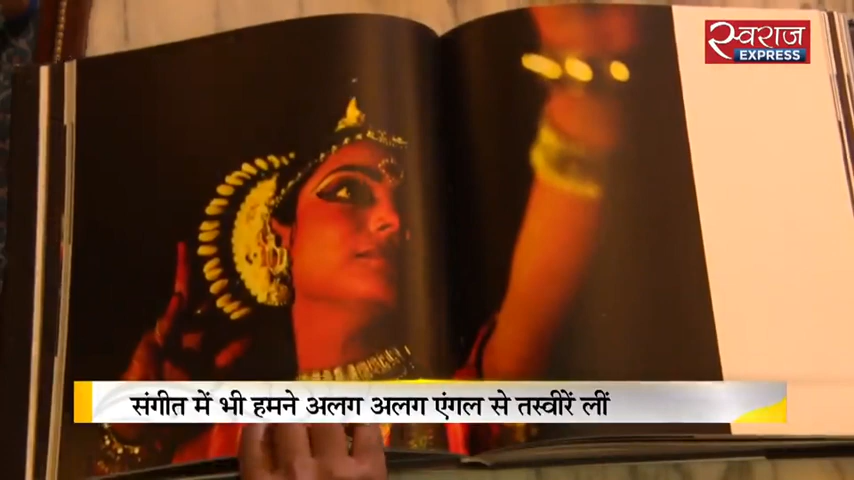 स्वराज
EXPRESS
संगीत में भी हमने अलग अलग एंगल से तस्वीरें लीं